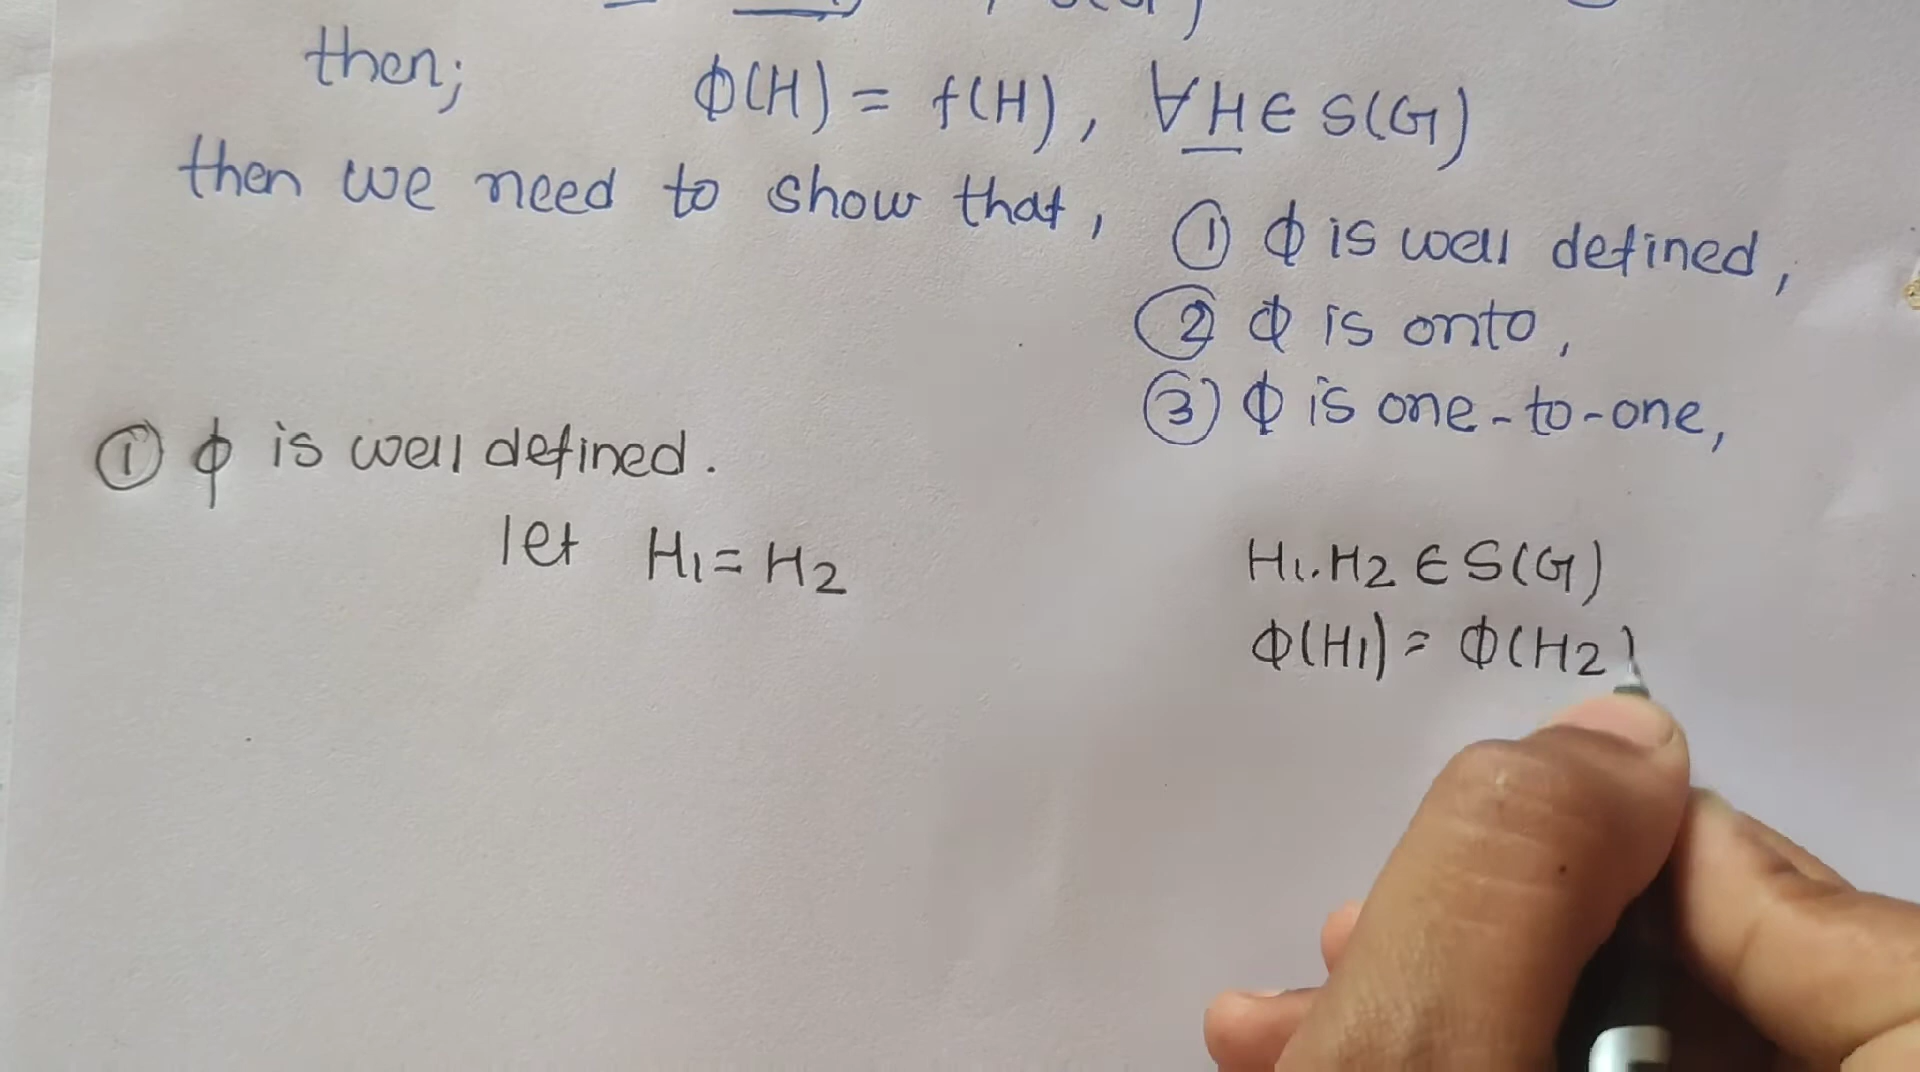 then; ϕ(H) = f(H), ∀ H ∈ S(G)
then we need to show that, ① ϕ is well defined,
② ϕ is onto,
③ ϕ is one-to-one,
① ϕ is well defined.
let H1 = H2
H1, H2 ∈ S(G)
ϕ(H1) = ϕ(H2)